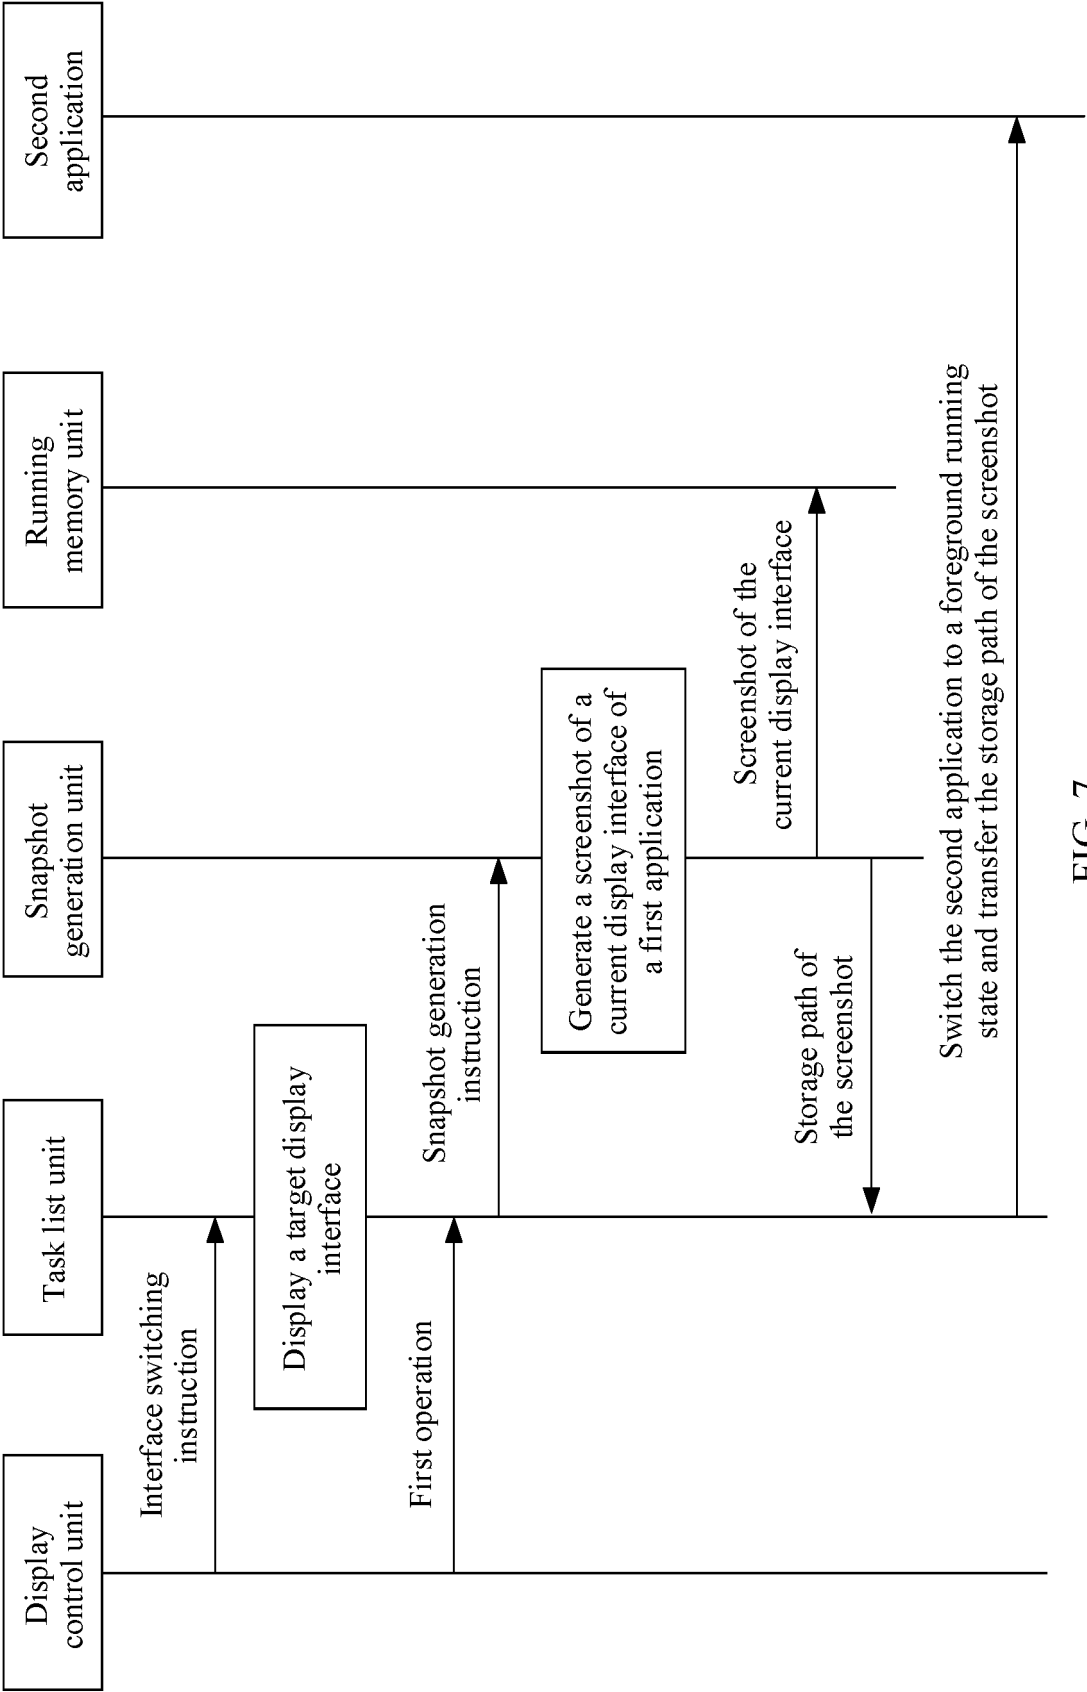 Display
control unit
Task list unit
Snapshot
generation unit
Running
memory unit
Second
application
Interface switching
instruction
Display a target display
interface
First operation
Snapshot generation
instruction
Generate a screenshot of a
current display interface of
a first application
Screenshot of the
current display interface
Storage path of
the screenshot
Switch the second application to a foreground running
state and transfer the storage path of the screenshot
FIG. 7